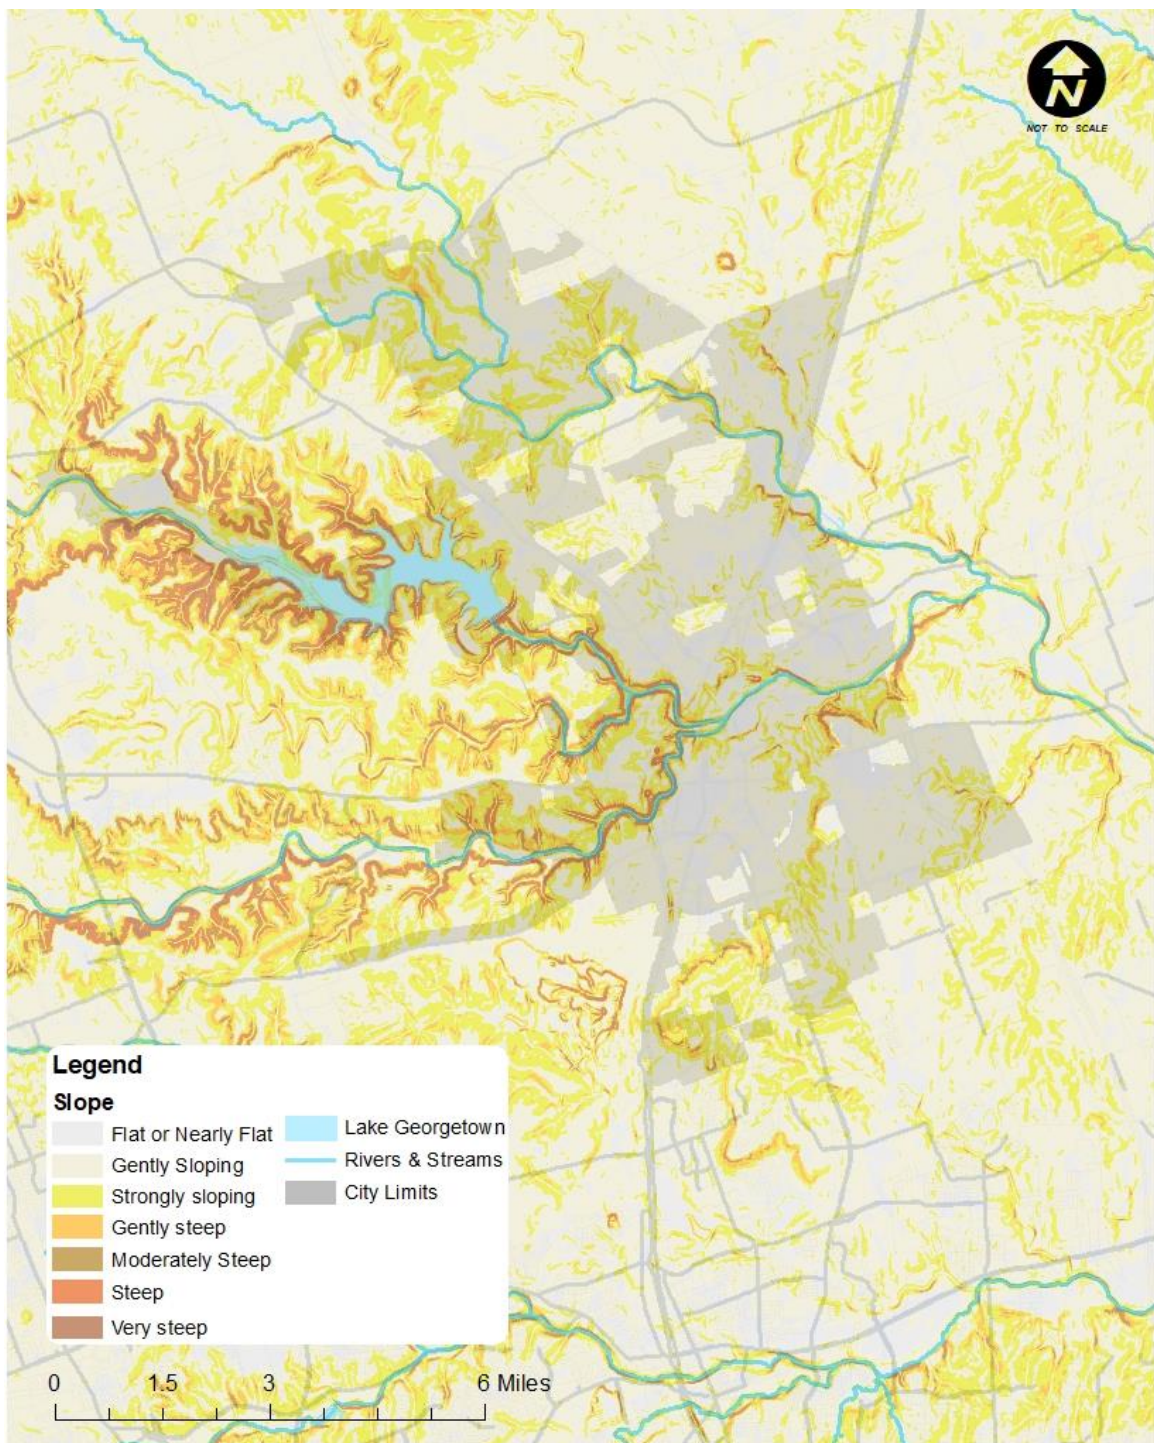 N
NOT TO SCALE
Legend
Slope
Flat or Nearly Flat
Gently Sloping
Strongly sloping
Gently steep
Moderately Steep
Steep
Very steep
Lake Georgetown
Rivers & Streams
City Limits
0 1.5 3 6 Miles